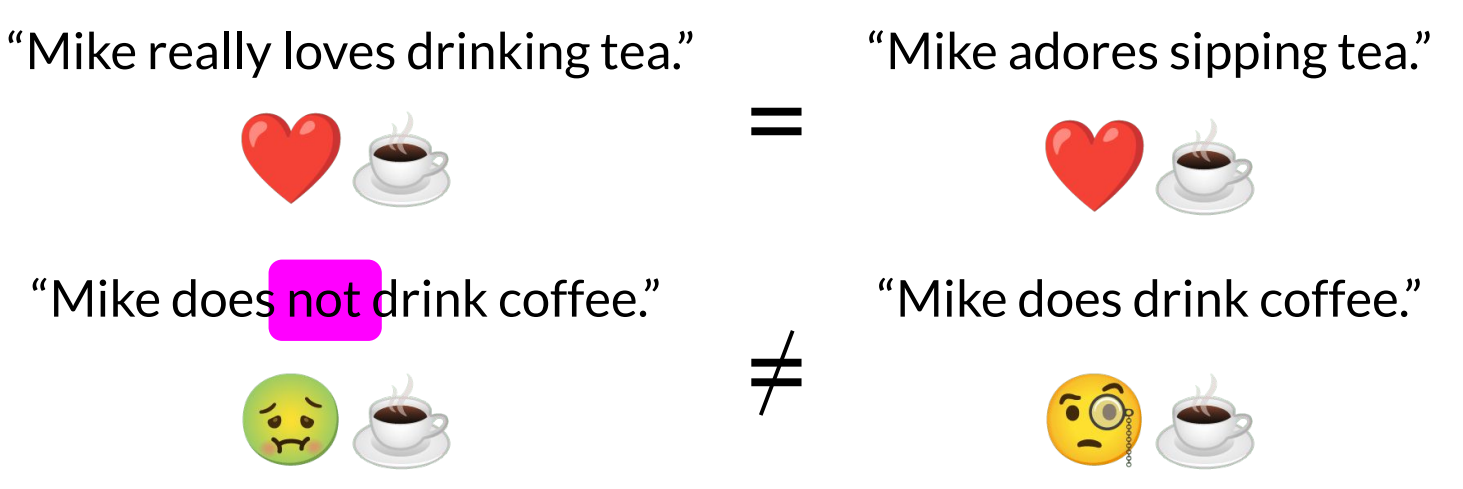 “Mike really loves drinking tea.” “Mike adores sipping tea.”
=
“Mike does not drink coffee.” “Mike does drink coffee.”
≠